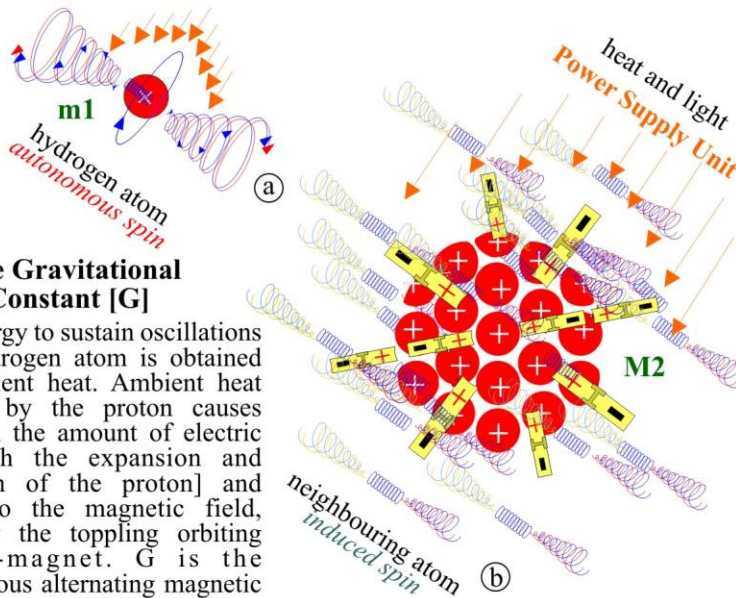 m1
hydrogen atom
autonomous spin
a
heat and light
Power Supply Unit
M2
neighbouring atom
induced spin
b
e Gravitational
Constant [G]
ergy to sustain oscillations
drogen atom is obtained
ient heat. Ambient heat
by the proton causes
the amount of electric
h the expansion and
n of the proton] and
o the magnetic field,
the toppling orbiting
-magnet. G is the
ous alternating magnetic